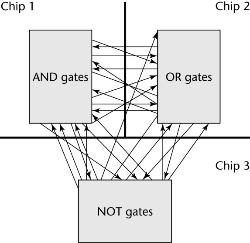 Chip 1
Chip 2
AND gates
OR gates
Chip 3
NOT gates